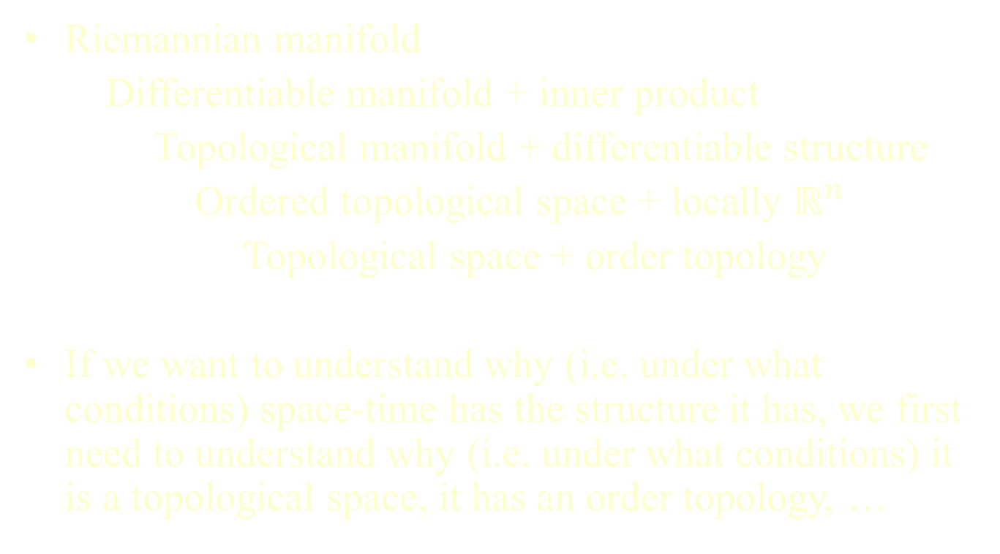 • Riemannian manifold
Differentiable manifold + inner product
Topological manifold + differentiable structure
Ordered topological space + locally ℝⁿ
Topological space + order topology
• If we want to understand why (i.e. under what
conditions) space-time has the structure it has, we first
need to understand why (i.e. under what conditions) it
is a topological space, it has an order topology, …